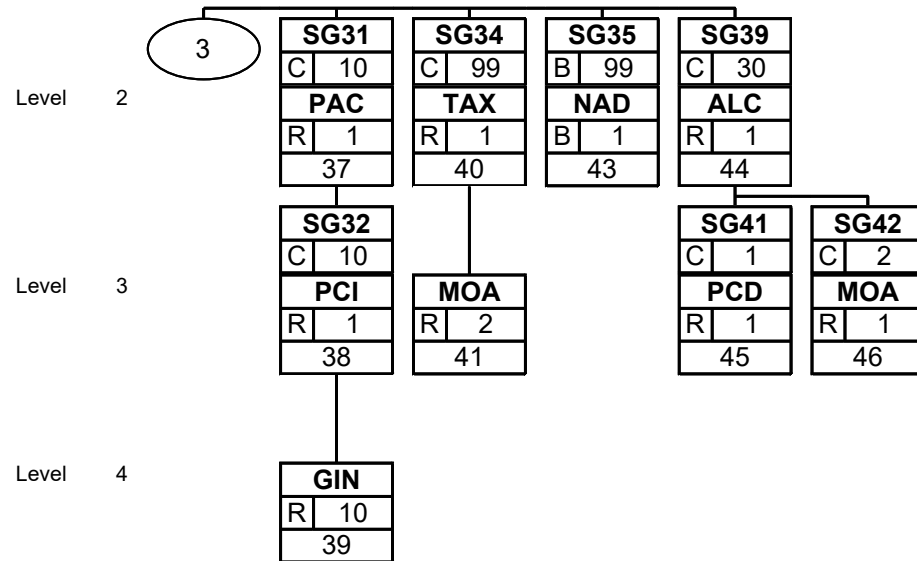 3
SG31 SG34 SG35 SG39
C 10 C 99 B 99 C 30
Level 2 PAC TAX NAD ALC
R 1 R 1 B 1 R 1
37 40 43 44
SG32 SG41 SG42
C 10 C 1 C 2
Level 3 PCI MOA PCD MOA
R 1 R 2 R 1 R 1
38 41 45 46
Level 4 GIN
R 10
39